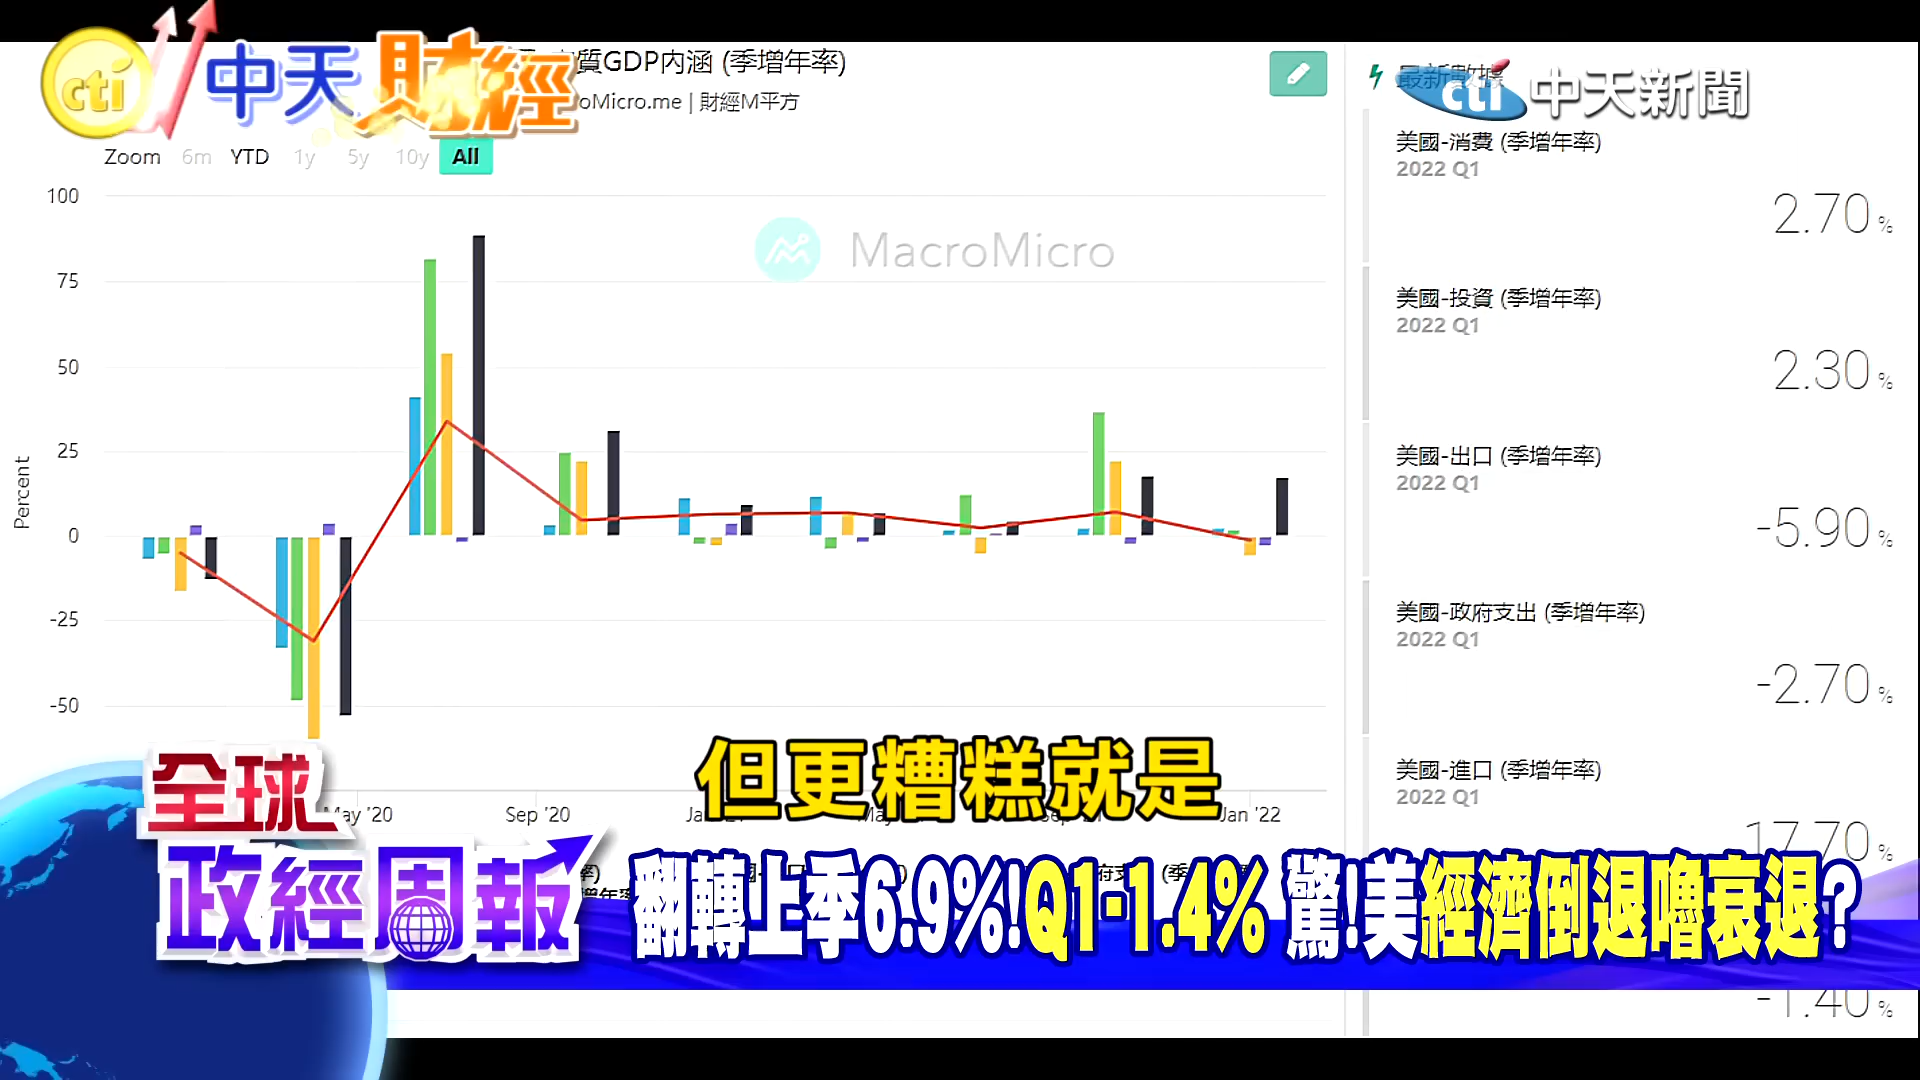 cti 中天財經
質GDP內涵 (季增年率)
oMicro.me | 財經M平方
Zoom 6m YTD 1y 5y 10y All
MacroMicro
Percent
100
75
50
25
0
-25
-50
May '20
Sep '20
Jan '22
最新數據
cti 中天新聞
美國-消費 (季增年率)
2022 Q1
2.70 %
美國-投資 (季增年率)
2022 Q1
2.30 %
美國-出口 (季增年率)
2022 Q1
-5.90 %
美國-政府支出 (季增年率)
2022 Q1
-2.70 %
美國-進口 (季增年率)
2022 Q1
17.70 %
-1.40 %
但更糟糕就是
全球
政經周報
翻轉上季6.9%!Q1-1.4% 驚!美經濟倒退嚕衰退?